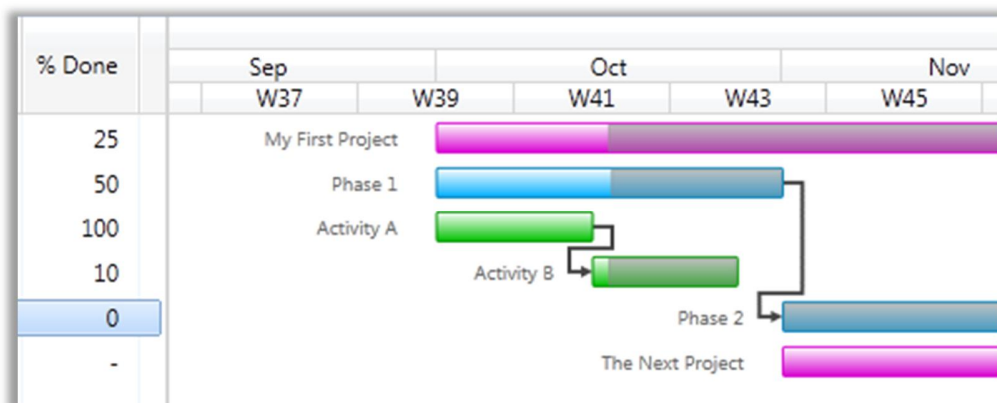 % Done
Sep Oct Nov
W37 W39 W41 W43 W45
25 My First Project
50 Phase 1
100 Activity A
10 Activity B
0 Phase 2
- The Next Project